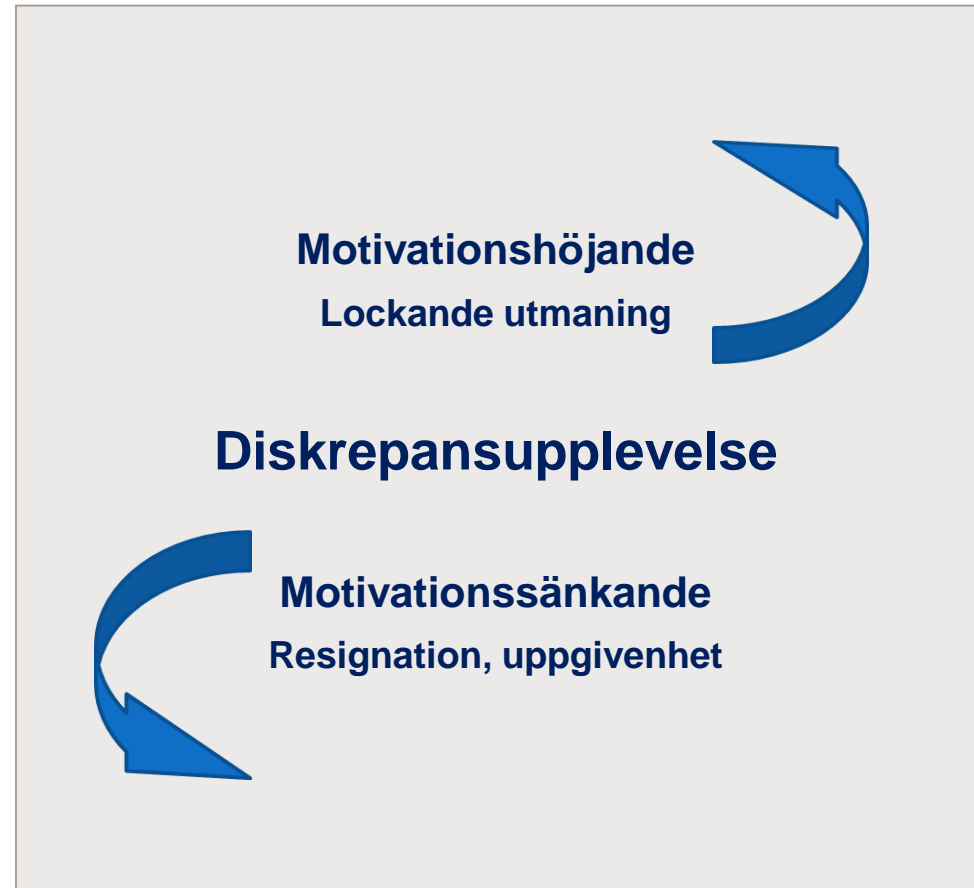 Motivationshöjande
Lockande utmaning
Diskrepansupplevelse
Motivationssänkande
Resignation, uppgivenhet